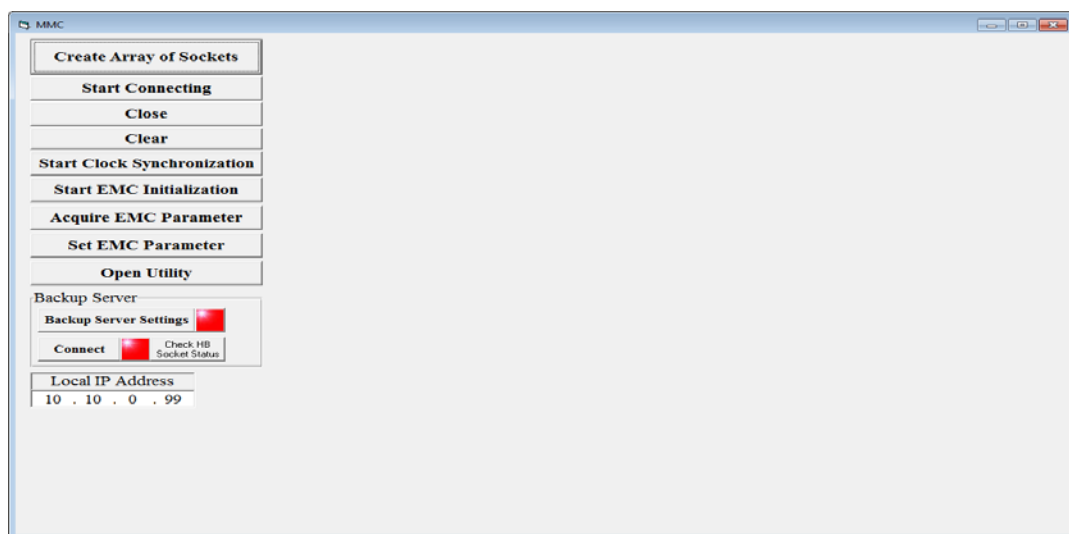 MMC
Create Array of Sockets
Start Connecting
Close
Clear
Start Clock Synchronization
Start EMC Initialization
Acquire EMC Parameter
Set EMC Parameter
Open Utility
Backup Server
Backup Server Settings
Connect
Check HB
Socket Status
Local IP Address
10 . 10 . 0 . 99